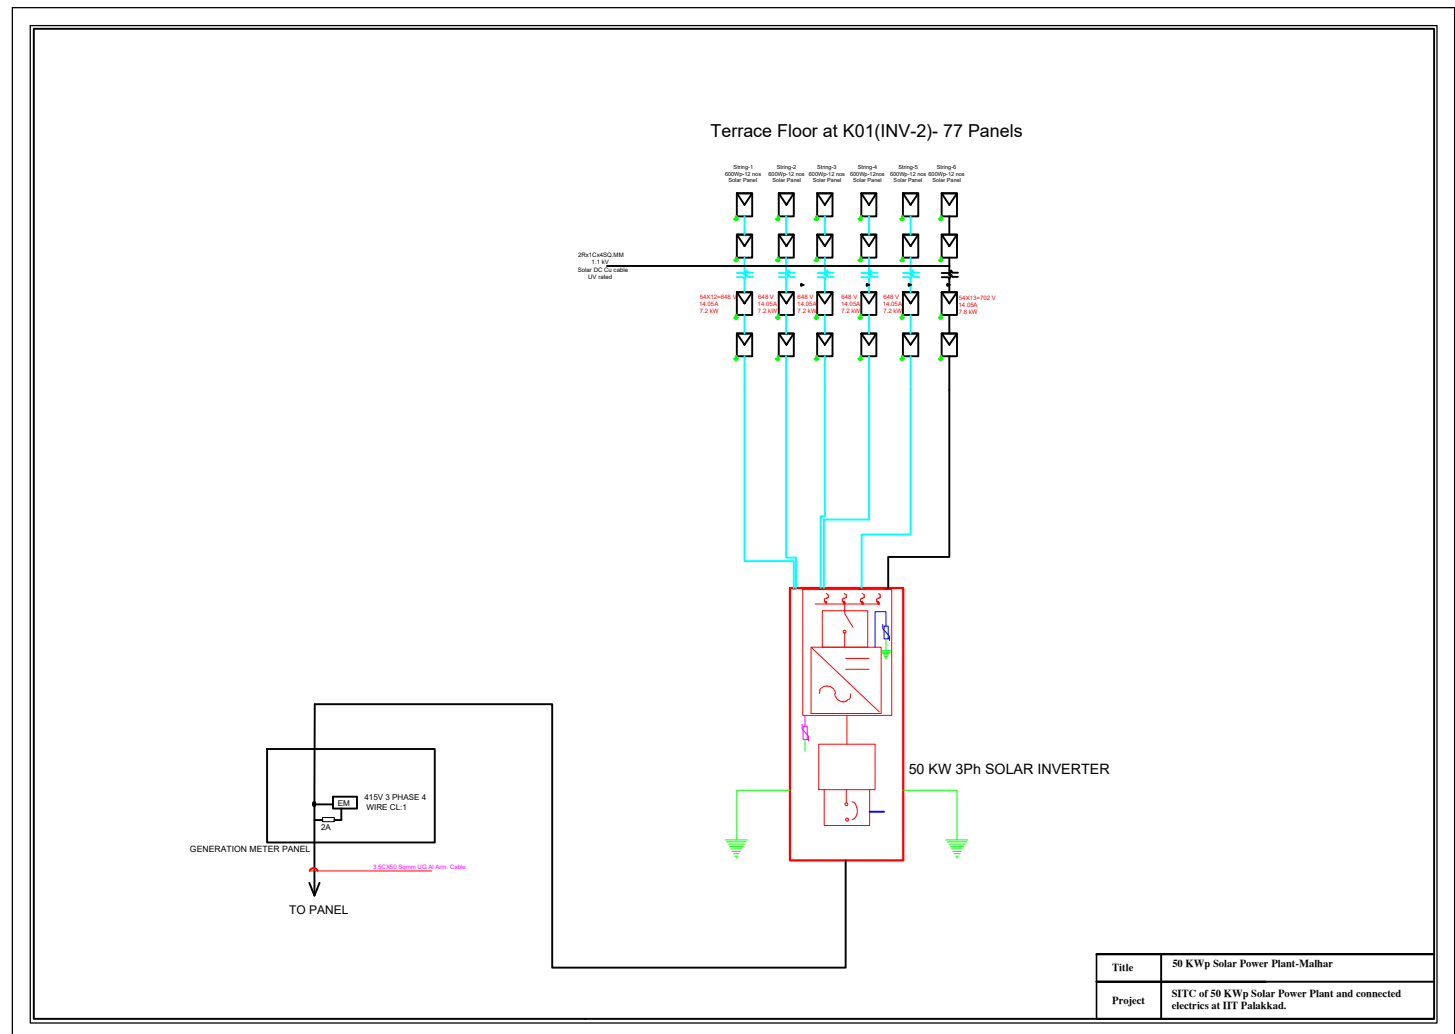 Terrace Floor at K01(INV-2)- 77 Panels
String-1
600Wp-12 nos
Solar Panel
String-2
600Wp-12 nos
Solar Panel
String-3
600Wp-12 nos
Solar Panel
String-4
600Wp-12nos
Solar Panel
String-5
600Wp-12 nos
Solar Panel
String-6
600Wp-12 nos
Solar Panel
2Rx1Cx4SQ.MM
1.1 kV
Solar DC Cu cable
UV rated
54X12=648 V
14.05A
7.2 kW
648 V
14.05A
7.2 kW
648 V
14.05A
7.2 kW
648 V
14.05A
7.2 kW
648 V
14.05A
7.2 kW
54X13=702 V
14.05A
7.8 kW
50 KW 3Ph SOLAR INVERTER
EM
415V 3 PHASE 4
WIRE CL:1
2A
GENERATION METER PANEL
3.5CX50 Sqmm UG Al Arm. Cable
TO PANEL
Title
50 KWp Solar Power Plant-Malhar
Project
SITC of 50 KWp Solar Power Plant and connected
electrics at IIT Palakkad.